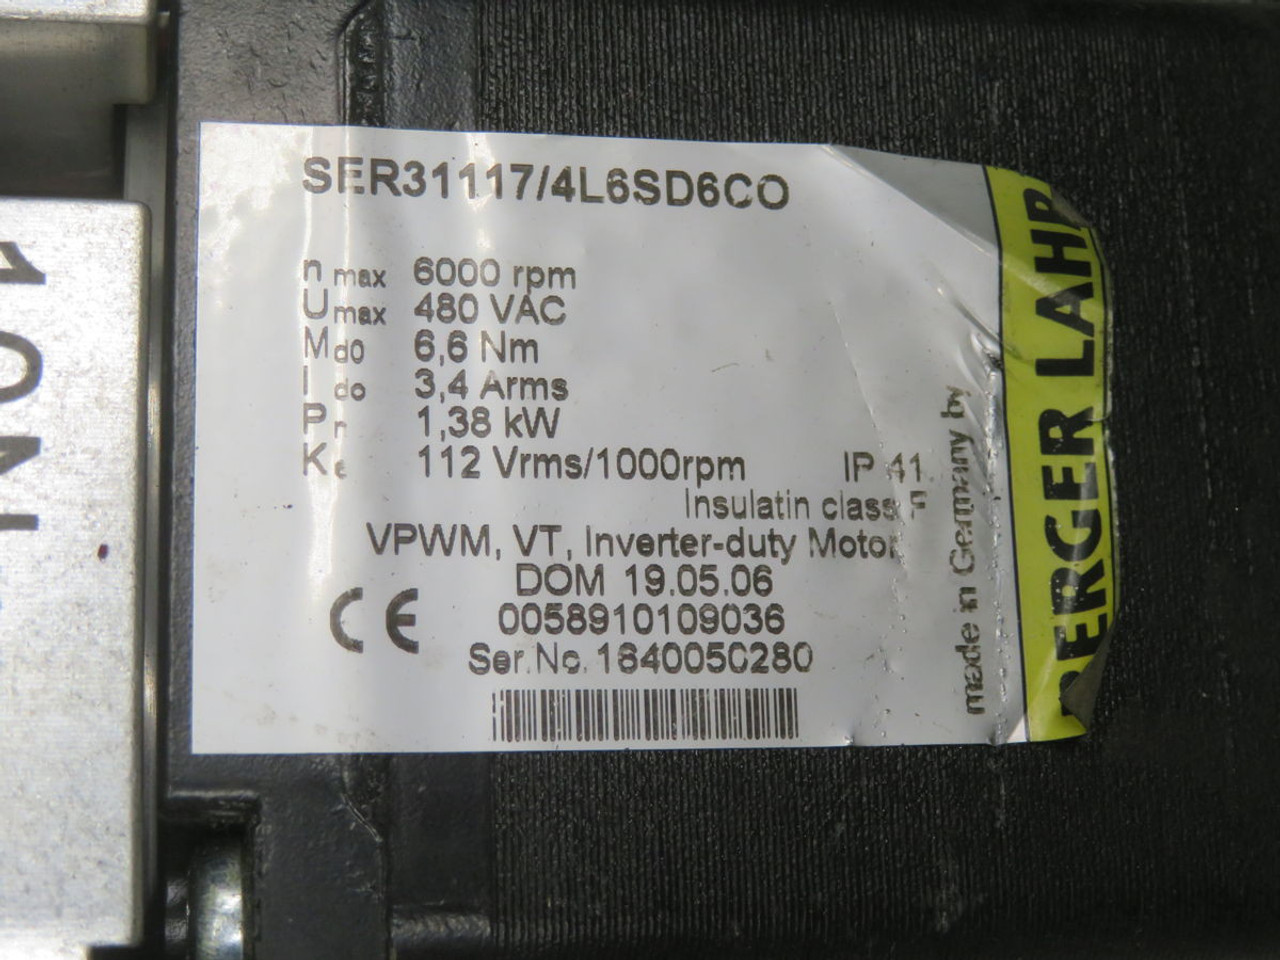 SER31117/4L6SD6CO
n max 6000 rpm
U max 480 VAC
M d0 6,6 Nm
I do 3,4 Arms
P r 1,38 kW
K e 112 Vrms/1000rpm IP 41
Insulatin class F
VPWM, VT, Inverter-duty Motor
DOM 19.05.06
CE 0058910109036
Ser.No. 1640050280
made in Germany by
BERGER LAHR